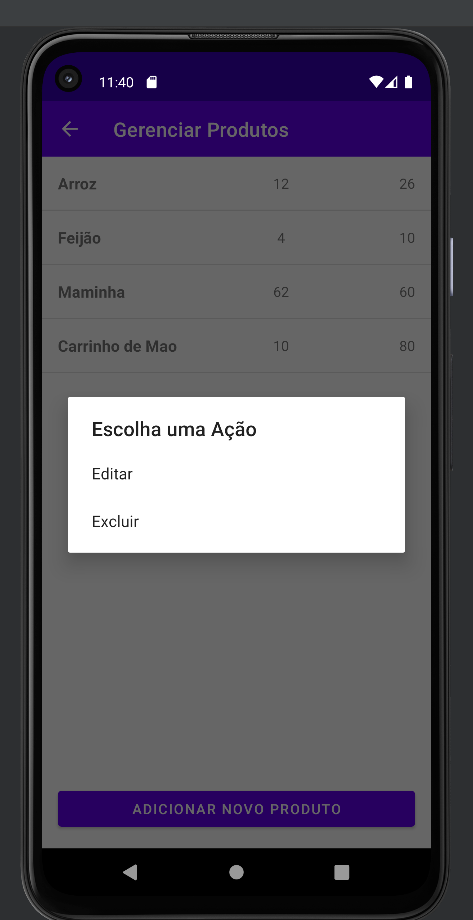 11:40
Gerenciar Produtos
Arroz 12 26
Feijão 4 10
Maminha 62 60
Carrinho de Mao 10 80
Escolha uma Ação
Editar
Excluir
ADICIONAR NOVO PRODUTO